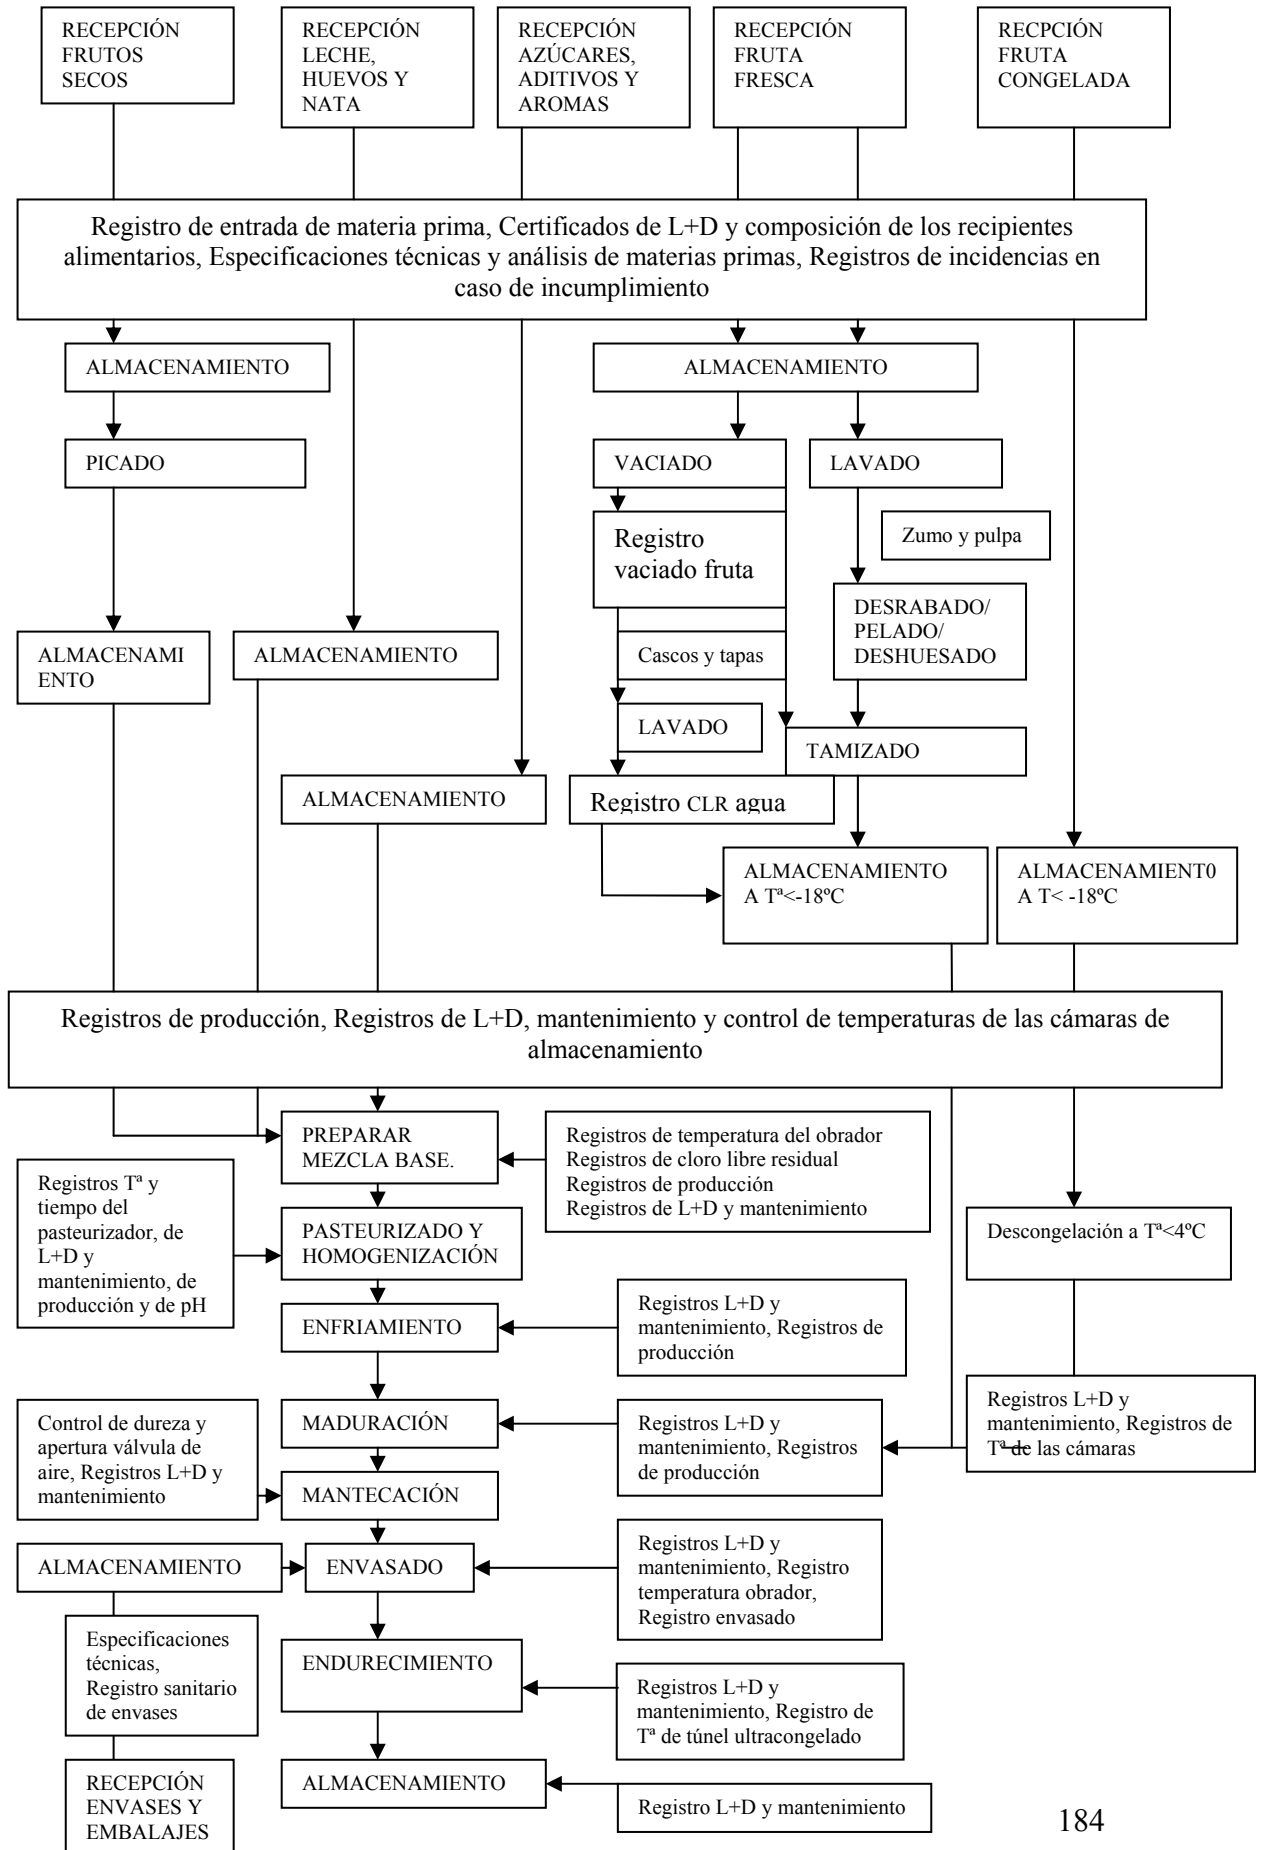 RECEPCIÓN
FRUTOS
SECOS
RECEPCIÓN
LECHE,
HUEVOS Y
NATA
RECEPCIÓN
AZÚCARES,
ADITIVOS Y
AROMAS
RECEPCIÓN
FRUTA
FRESCA
RECPCIÓN
FRUTA
CONGELADA
Registro de entrada de materia prima, Certificados de L+D y composición de los recipientes
alimentarios, Especificaciones técnicas y análisis de materias primas, Registros de incidencias en
caso de incumplimiento
ALMACENAMIENTO
ALMACENAMIENTO
PICADO
VACIADO
LAVADO
Registro
vaciado fruta
Zumo y pulpa
DESRABADO/
PELADO/
DESHUESADO
ALMACENAMI
ENTO
ALMACENAMIENTO
Cascos y tapas
LAVADO
TAMIZADO
ALMACENAMIENTO
Registro CLR agua
ALMACENAMIENTO
A Tª<-18ºC
ALMACENAMIENT0
A T< -18ºC
Registros de producción, Registros de L+D, mantenimiento y control de temperaturas de las cámaras de
almacenamiento
PREPARAR
MEZCLA BASE.
Registros de temperatura del obrador
Registros de cloro libre residual
Registros de producción
Registros de L+D y mantenimiento
Registros Tª y
tiempo del
pasteurizador, de
L+D y
mantenimiento, de
producción y de pH
PASTEURIZADO Y
HOMOGENIZACIÓN
Descongelación a Tª<4ºC
ENFRIAMIENTO
Registros L+D y
mantenimiento, Registros de
producción
Control de dureza y
apertura válvula de
aire, Registros L+D y
mantenimiento
MADURACIÓN
Registros L+D y
mantenimiento, Registros
de producción
Registros L+D y
mantenimiento, Registros de
Tª de las cámaras
MANTECACIÓN
ALMACENAMIENTO
ENVASADO
Registros L+D y
mantenimiento, Registro
temperatura obrador,
Registro envasado
Especificaciones
técnicas,
Registro sanitario
de envases
ENDURECIMIENTO
Registros L+D y
mantenimiento, Registro de
Tª de túnel ultracongelado
RECEPCIÓN
ENVASES Y
EMBALAJES
ALMACENAMIENTO
Registro L+D y mantenimiento
184